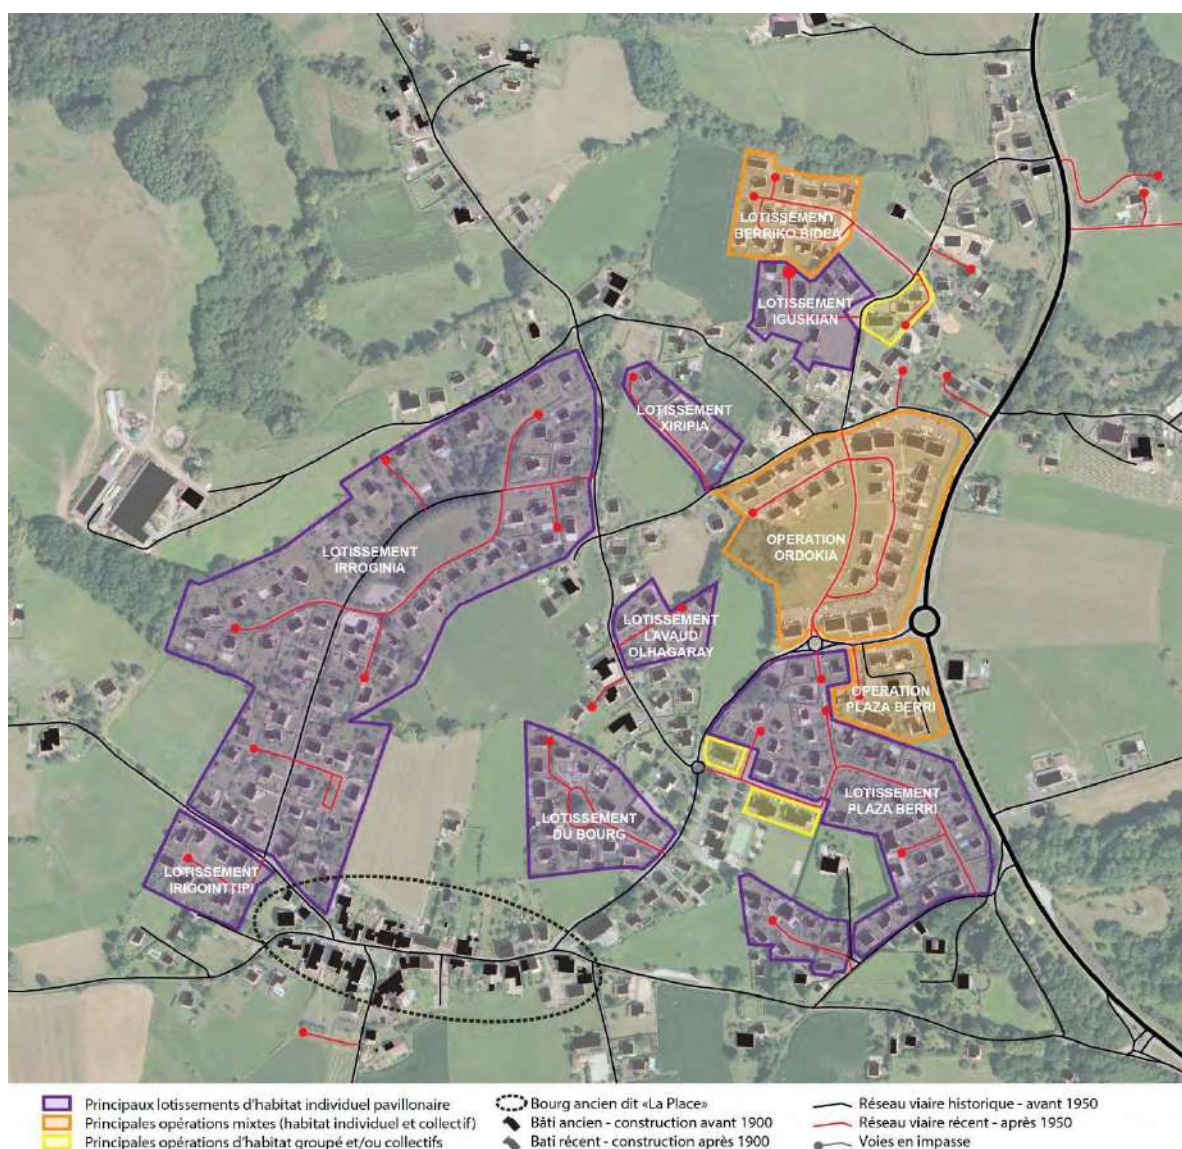 LOTISSEMENT
BERRIKO BIDEA
LOTISSEMENT
IGUSKIAN
LOTISSEMENT
XIRIPIA
OPERATION
ORDOKIA
LOTISSEMENT
IRROGINIA
LOTISSEMENT
LAVAUD
OLHAGARAY
OPERATION
PLAZA BERRI
LOTISSEMENT
PLAZA BERRI
LOTISSEMENT
DU BOURG
LOTISSEMENT
IRIGOINTTIPI
Principaux lotissements d'habitat individuel pavillonaire
Principales opérations mixtes (habitat individuel et collectif)
Principales opérations d'habitat groupé et/ou collectifs
Bourg ancien dit «La Place»
Bâti ancien - construction avant 1900
Bati récent - construction après 1900
Réseau viaire historique - avant 1950
Réseau viaire récent - après 1950
Voies en impasse